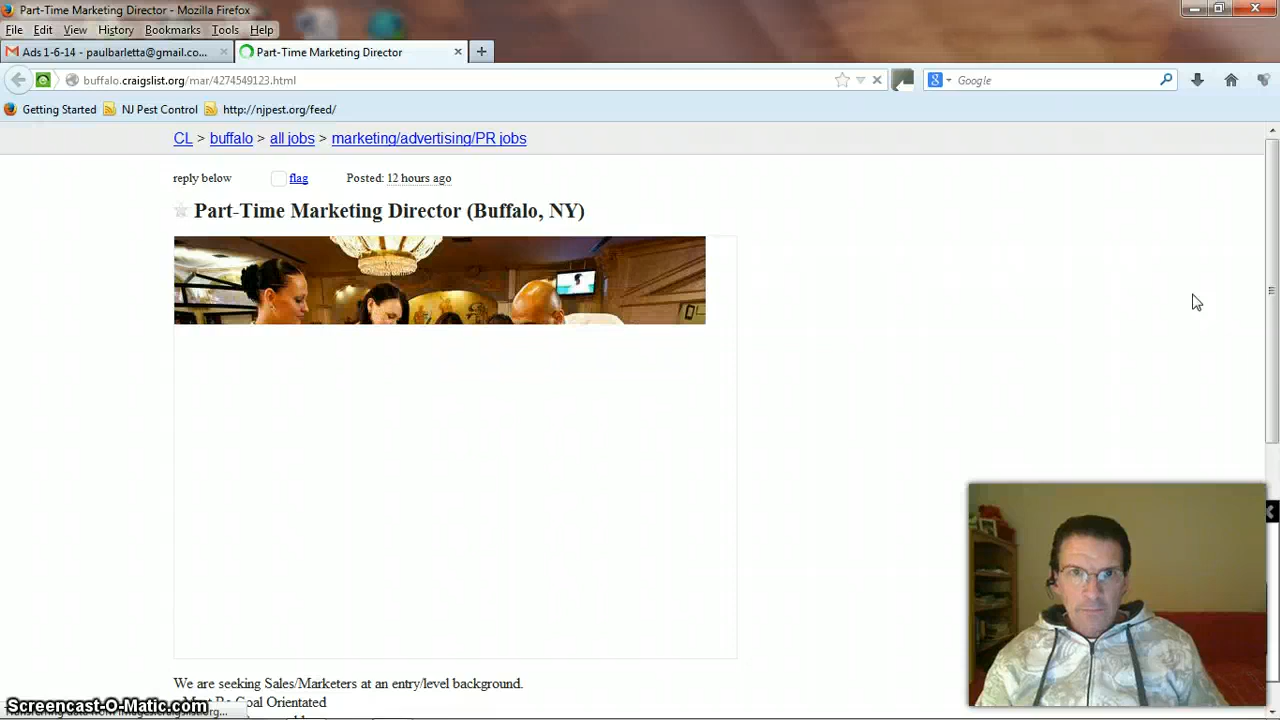 Part-Time Marketing Director - Mozilla Firefox
File Edit View History Bookmarks Tools Help
Ads 1-6-14 - paulbarletta@gmail.co... Part-Time Marketing Director
buffalo.craigslist.org/mar/4274549123.html Google
Getting Started NJ Pest Control http://njpest.org/feed/
CL > buffalo > all jobs > marketing/advertising/PR jobs
reply below flag Posted: 12 hours ago
Part-Time Marketing Director (Buffalo, NY)
We are seeking Sales/Marketers at an entry/level background.
Goal Orientated
Screencast-O-Matic.com